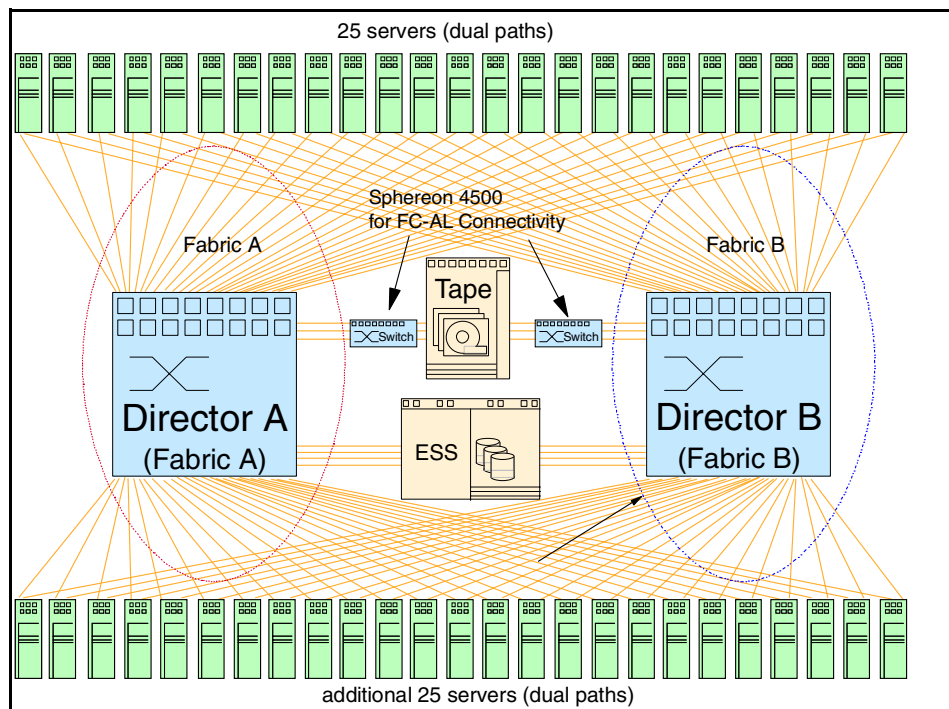 25 servers (dual paths)
Sphereon 4500
for FC-AL Connectivity
Fabric A
Fabric B
Tape
Switch
Switch
Director A
(Fabric A)
Director B
(Fabric B)
ESS
additional 25 servers (dual paths)